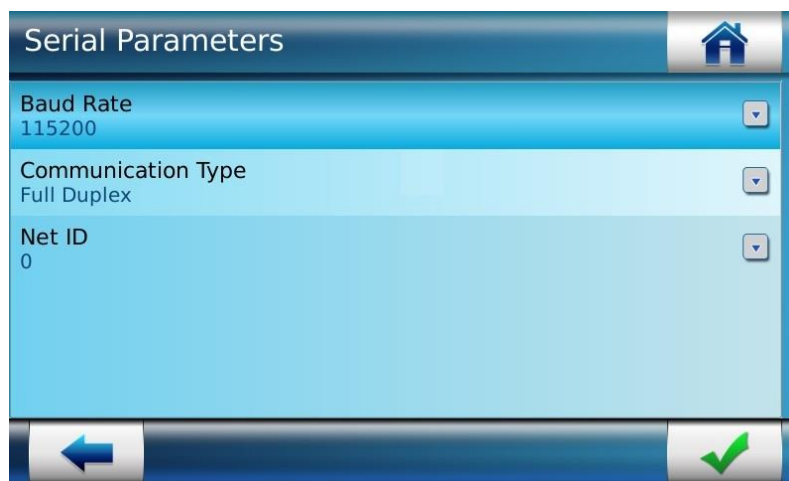 Serial Parameters
Baud Rate
115200
Communication Type
Full Duplex
Net ID
0